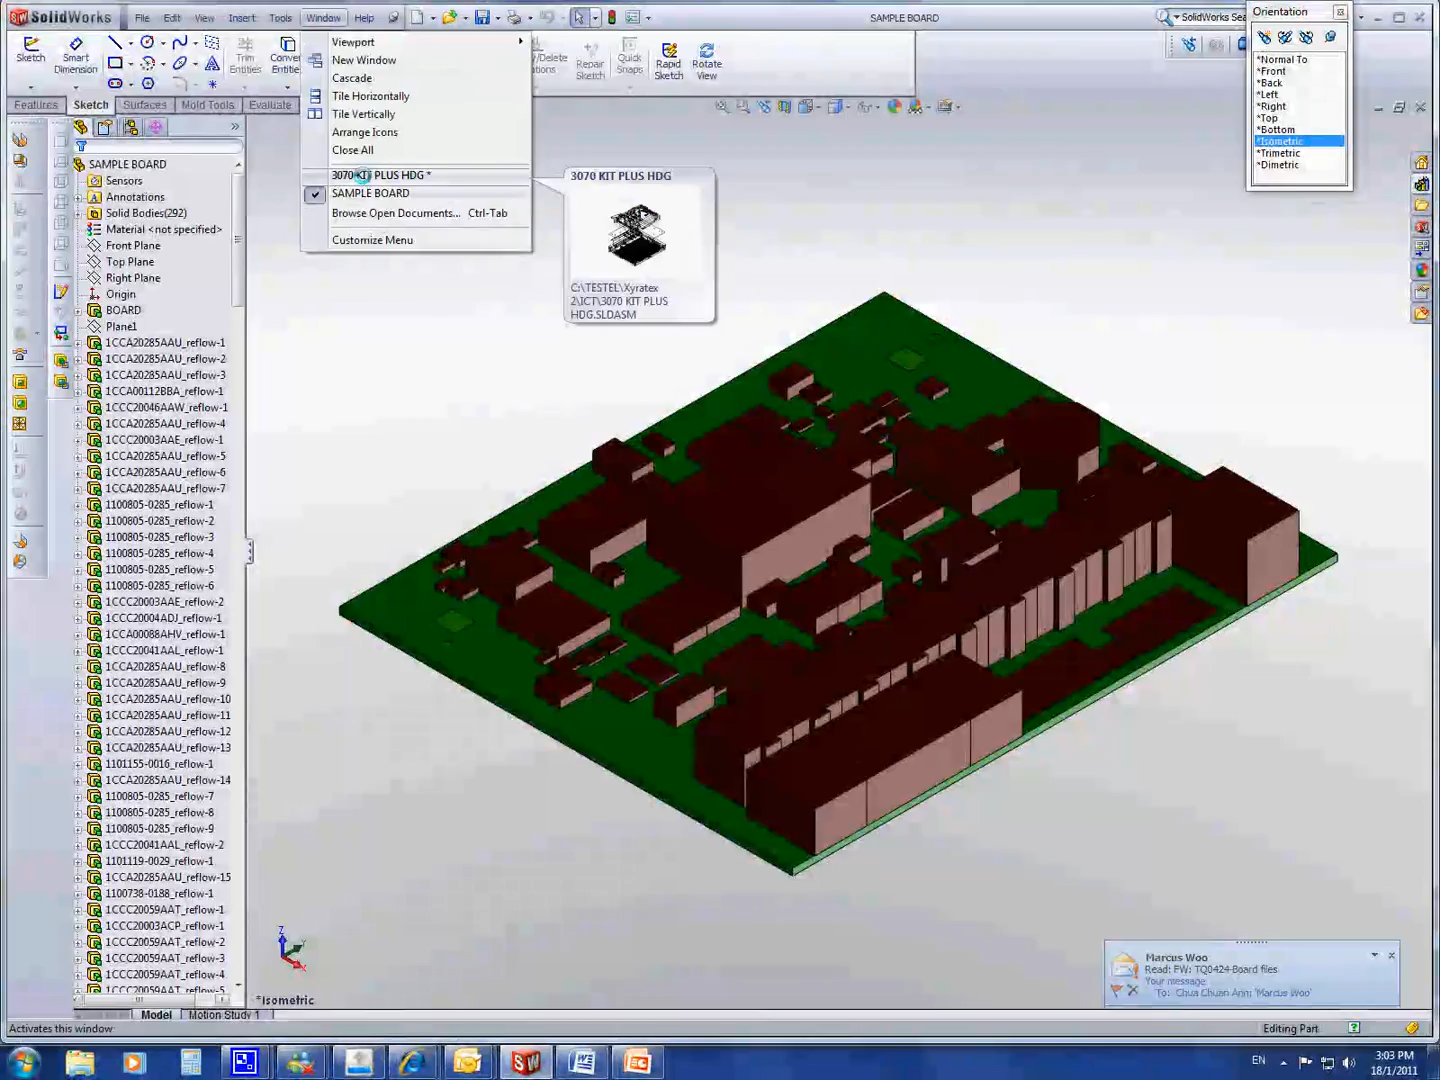 SolidWorks File Edit View Insert Tools Window Help SAMPLE BOARD SolidWorks Sea
Orientation
*Normal To
*Front
*Back
*Left
*Right
*Top
*Bottom
*Isometric
*Trimetric
*Dimetric
Sketch Smart Dimension Trim Entities Repair Sketch Quick Snaps Rapid Sketch Rotate View
Features Sketch Surfaces Mold Tools Evaluate
Viewport
New Window
Cascade
Tile Horizontally
Tile Vertically
Arrange Icons
Close All
PLUS HDG *
SAMPLE BOARD
Browse Open Documents... Ctrl-Tab
Customize Menu
3070 KIT PLUS HDG
C:\TESTEL\Xyratex
2\ICT\3070 KIT PLUS
HDG.SLDASM
SAMPLE BOARD
Sensors
Annotations
Solid Bodies(292)
Material <not specified>
Front Plane
Top Plane
Right Plane
Origin
BOARD
Plane1
1CCA20285AAU_reflow-1
1CCA20285AAU_reflow-2
1CCA20285AAU_reflow-3
1CCA00112BBA_reflow-1
1CCC20046AAW_reflow-1
1CCA20285AAU_reflow-4
1CCC20003AAE_reflow-1
1CCA20285AAU_reflow-5
1CCA20285AAU_reflow-6
1CCA20285AAU_reflow-7
1100805-0285_reflow-1
1100805-0285_reflow-2
1100805-0285_reflow-3
1100805-0285_reflow-4
1100805-0285_reflow-5
1100805-0285_reflow-6
1CCC20003AAE_reflow-2
1CCC20004ADJ_reflow-1
1CCA00088AHV_reflow-1
1CCC20041AAL_reflow-1
1CCA20285AAU_reflow-8
1CCA20285AAU_reflow-9
1CCA20285AAU_reflow-10
1CCA20285AAU_reflow-11
1CCA20285AAU_reflow-12
1CCA20285AAU_reflow-13
1101155-0016_reflow-1
1CCA20285AAU_reflow-14
1100805-0285_reflow-7
1100805-0285_reflow-8
1100805-0285_reflow-9
1CCC20041AAL_reflow-2
1101119-0029_reflow-1
1CCA20285AAU_reflow-15
1100738-0188_reflow-1
1CCC20059AAT_reflow-1
1CCC20003ACP_reflow-1
1CCC20059AAT_reflow-2
1CCC20059AAT_reflow-3
1CCC20059AAT_reflow-4
1CCC20059AAT_reflow-5
Z
*Isometric
Marcus Woo
Read: FW: TQ0424-Board files
Your message
To: Chua Chuan Ann; 'Marcus Woo'
Model Motion Study 1
Activates this window Editing Part
EN 3:03 PM
18/1/2011